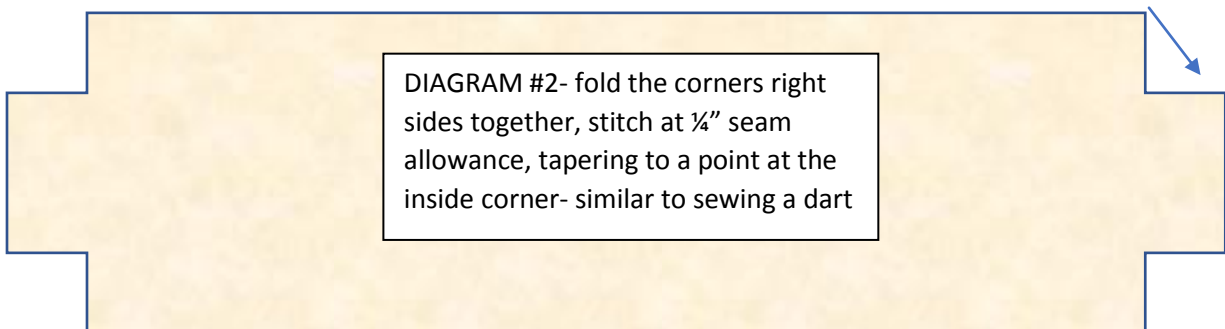 DIAGRAM #2- fold the corners right
sides together, stitch at ¼” seam
allowance, tapering to a point at the
inside corner- similar to sewing a dart